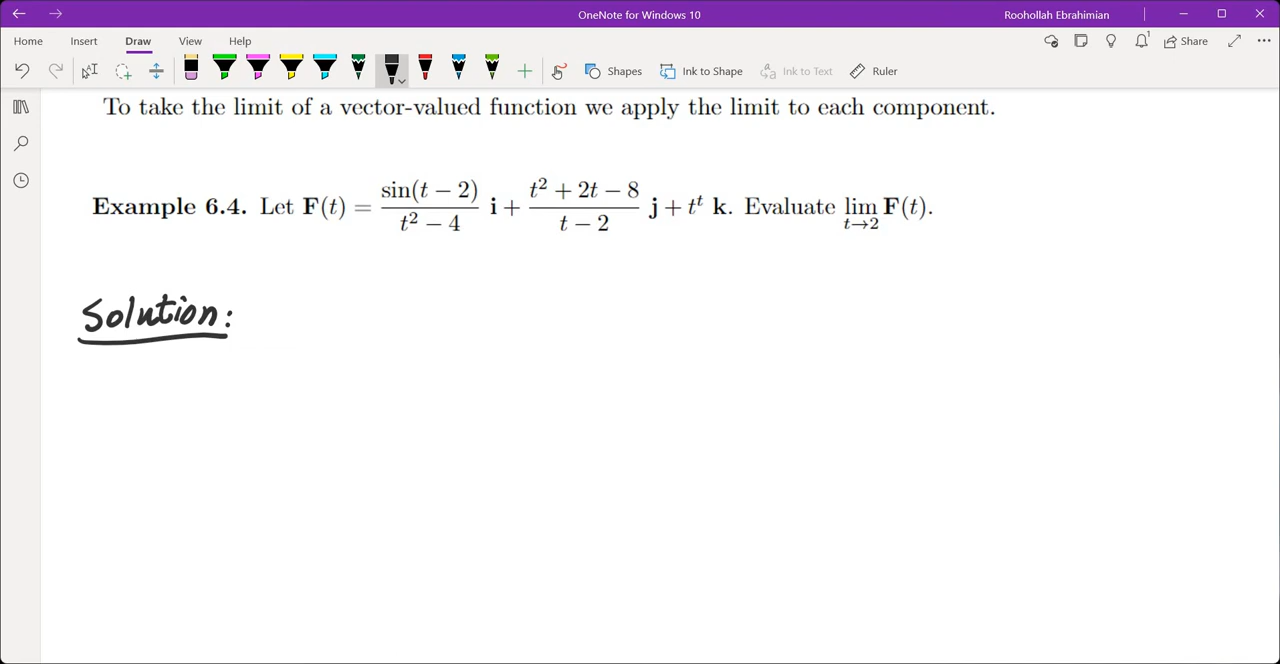 OneNote for Windows 10
Roohollah Ebrahimian
Home Insert Draw View Help
Share
Shapes
Ink to Shape
Ink to Text
Ruler
To take the limit of a vector-valued function we apply the limit to each component.
Example 6.4. Let F(t) = \frac{sin(t − 2)}{t² − 4} i + \frac{t² + 2t − 8}{t − 2} j + t^t k. Evaluate lim_{t→2} F(t).
Solution: